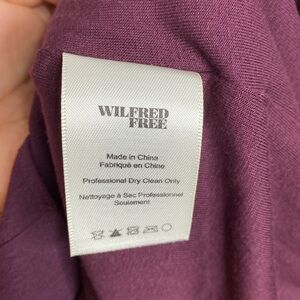 WILFRED
FREE
Made in China
Fabriqué en Chine
Professional Dry Clean Only
Nettoyage à Sec Professionnel
Seulement